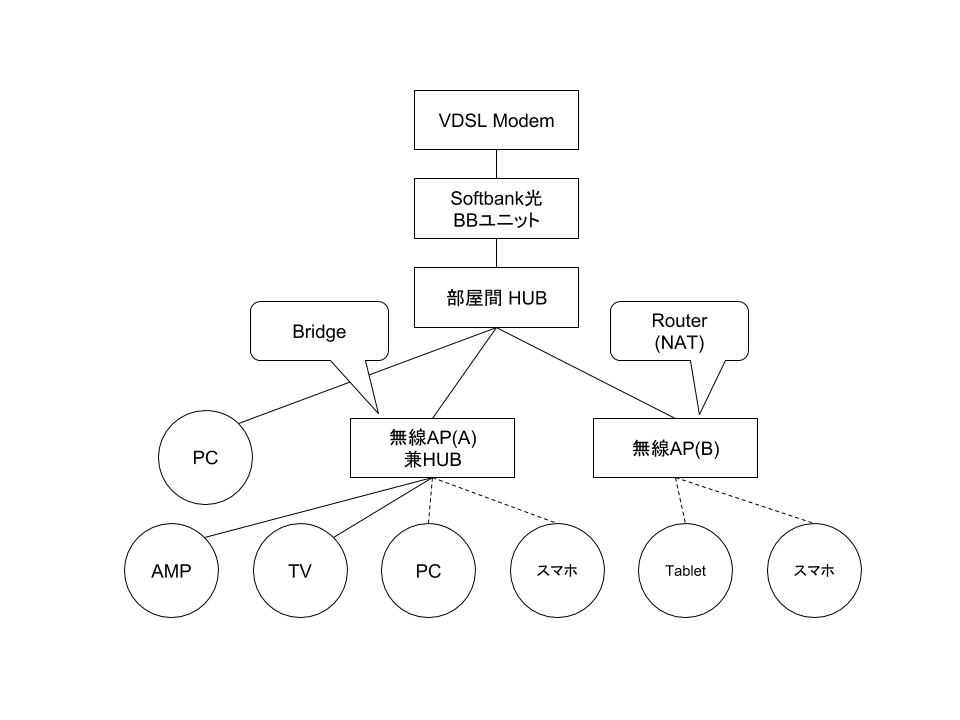 VDSL Modem
Softbank光
BBユニット
部屋間 HUB
Bridge
Router
(NAT)
PC
無線AP(A)
兼HUB
無線AP(B)
AMP
TV
PC
スマホ
Tablet
スマホ